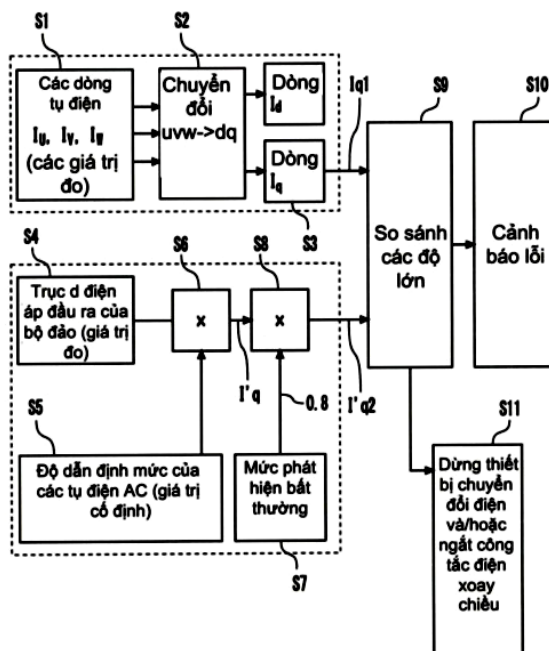 S1
S2
S9
S10
Các dòng
tụ điện
Iu, Iv, Iw
(các giá trị
đo)
Chuyển
đổi
uvw->dq
Dòng
Id
Dòng
Iq
Iq1
S3
So sánh
các độ
lớn
Cảnh
báo lỗi
S4
S6
S8
Trục d điện
áp đầu ra của
bộ đảo (giá trị
đo)
x
x
I'q
0.8
I'q2
S5
Độ dẫn định mức của
các tụ điện AC (giá trị
cố định)
Mức phát
hiện bất
thường
S7
S11
Dừng thiết
bị chuyển
đổi điện
và/hoặc
ngắt công
tắc điện
xoay
chiều